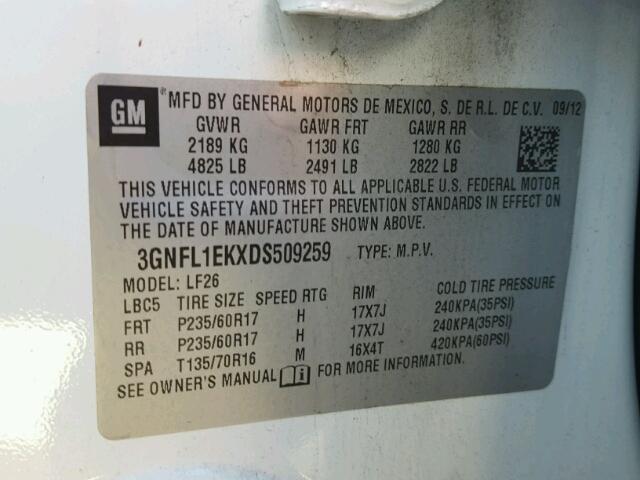 GM
MFD BY GENERAL MOTORS DE MEXICO, S. DE R.L. DE C.V. 09/12
GVWR GAWR FRT GAWR RR
2189 KG 1130 KG 1280 KG
4825 LB 2491 LB 2822 LB
THIS VEHICLE CONFORMS TO ALL APPLICABLE U.S. FEDERAL MOTOR
VEHICLE SAFETY AND THEFT PREVENTION STANDARDS IN EFFECT ON
THE DATE OF MANUFACTURE SHOWN ABOVE.
3GNFL1EKXDS509259 TYPE: M.P.V.
MODEL: LF26
LBC5 TIRE SIZE SPEED RTG RIM COLD TIRE PRESSURE
FRT P235/60R17 H 17X7J 240KPA(35PSI)
RR P235/60R17 H 17X7J 240KPA(35PSI)
SPA T135/70R16 M 16X4T 420KPA(60PSI)
SEE OWNER'S MANUAL FOR MORE INFORMATION.